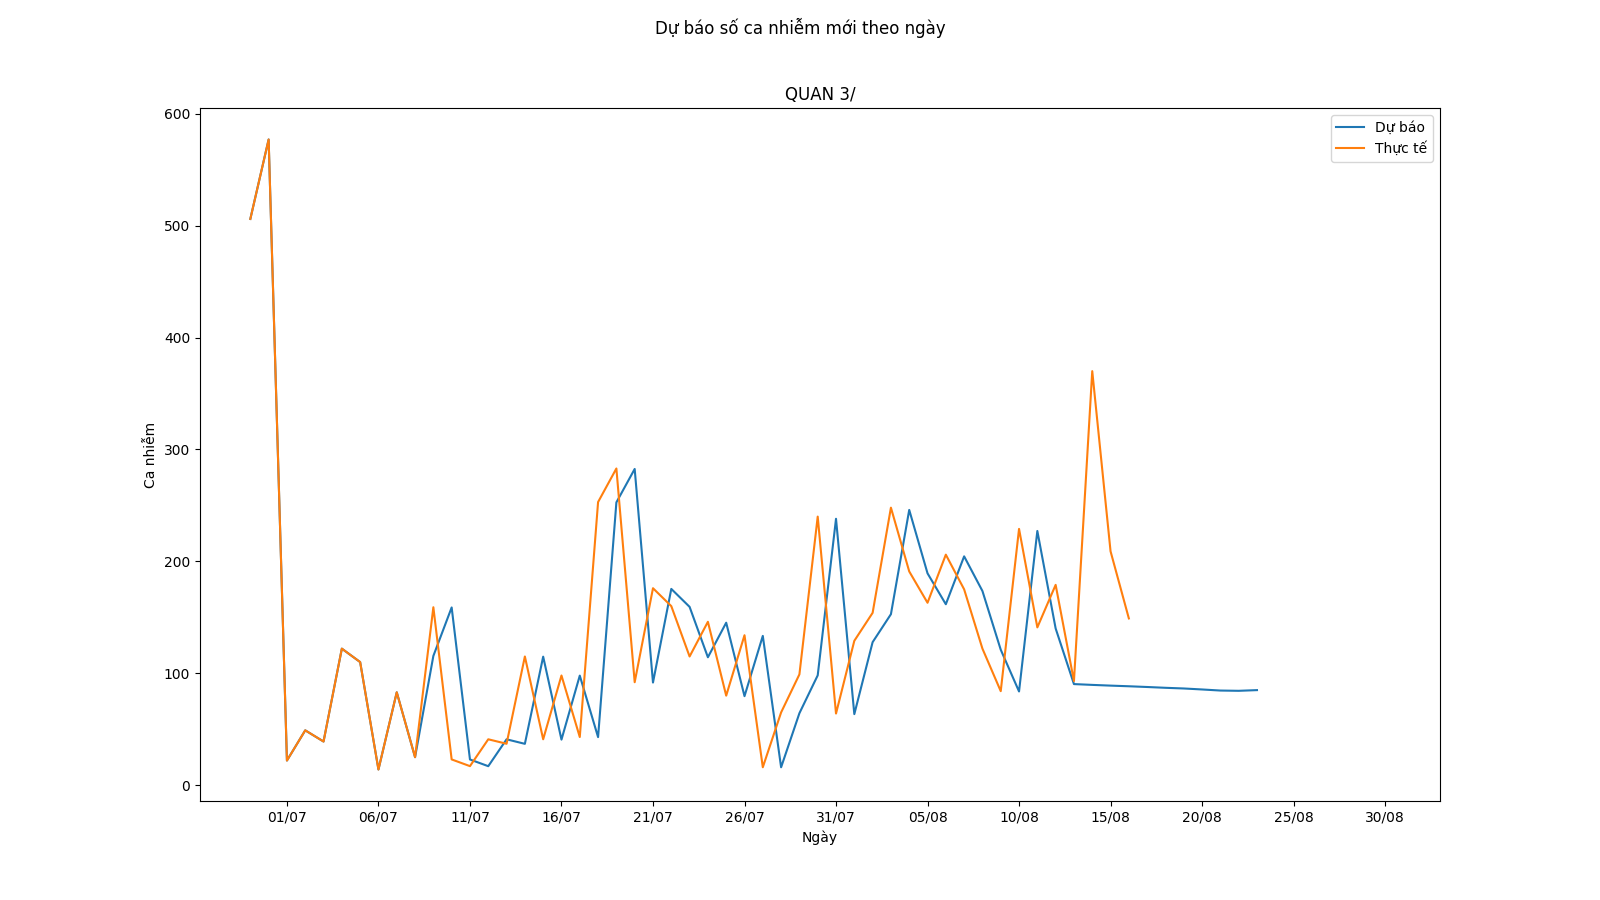 Dự báo số ca nhiễm mới theo ngày
QUAN 3/
Dự báo
Thực tế
600
500
400
300
200
100
0
Ca nhiễm
01/07 06/07 11/07 16/07 21/07 26/07 31/07 05/08 10/08 15/08 20/08 25/08 30/08
Ngày